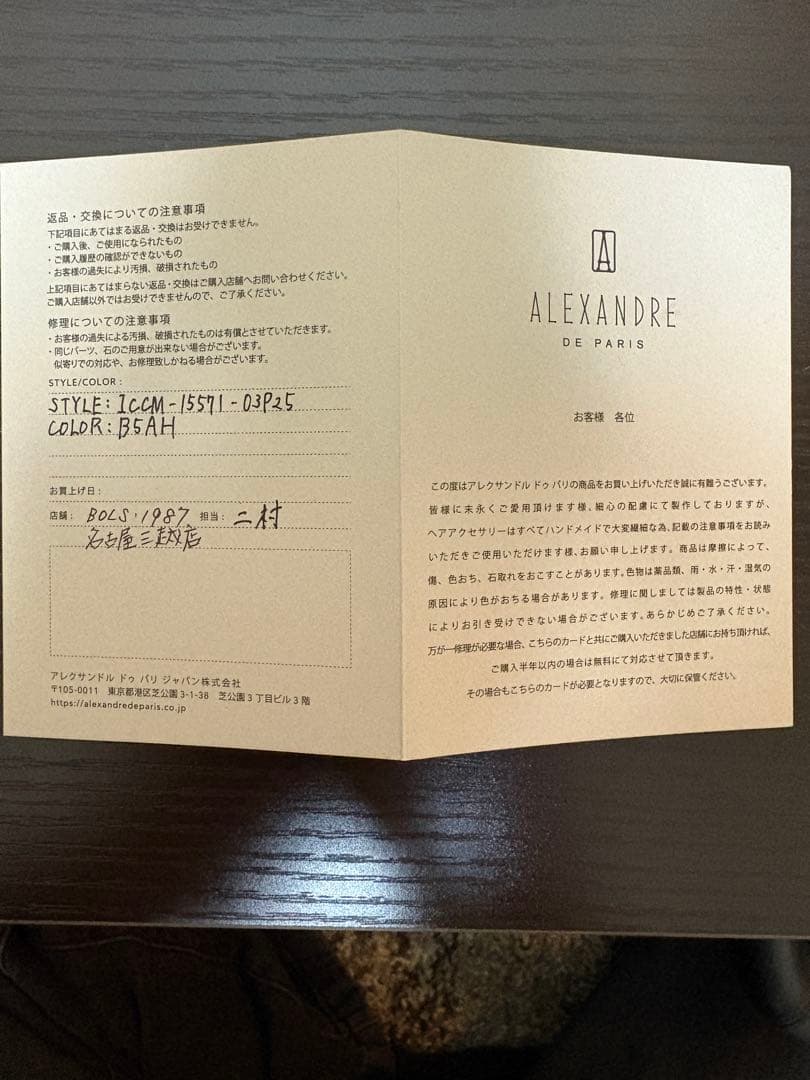 返品・交換についての注意事項
下記項目にあてはまる返品・交換はお受けできません。
・ご購入後、ご使用になられたもの
・ご購入履歴の確認ができないもの
・お客様の過失により汚損、破損されたもの
上記項目にあてはまらない返品・交換はご購入店舗へお問い合わせください。
ご購入店舗以外ではお受けできませんので、ご了承ください。
修理についての注意事項
・お客様の過失による汚損、破損されたものは有償とさせていただきます。
・同じパーツ、石のご用意が出来ない場合がございます。
似寄りでの対応や、お修理致しかねる場合がございます。
STYLE/COLOR：
STYLE: ICCM-15571-03P25
COLOR: B5AH
お買上げ日：
店舗： BOLS.1987 担当： 二村
名古屋三越店
アレクサンドル ドゥ パリ ジャパン株式会社
〒105-0011 東京都港区芝公園3-1-38 芝公園3丁目ビル3階
https://alexandredeparis.co.jp
A
ALEXANDRE
DE PARIS
お客様 各位
この度はアレクサンドル ドゥ パリの商品をお買い上げいただき誠に有難うございます。
皆様に末永くご愛用頂けます様、細心の配慮にて製作しておりますが、
ヘアアクセサリーはすべてハンドメイドで大変繊細な為、記載の注意事項をお読み
いただきご使用いただけます様、お願い申し上げます。商品は摩擦によって、
傷、色おち、石取れをおこすことがあります。色物は薬品類、雨・水・汗・湿気の
原因により色がおちる場合があります。修理に関しましては製品の特性・状態
によりお引き受けできない場合がございます。あらかじめご了承ください。
万が一修理が必要な場合、こちらのカードと共にご購入いただきました店舗にお持ち頂ければ、
ご購入半年以内の場合は無料にて対応させて頂きます。
その場合もこちらのカードが必要となりますので、大切に保管ください。